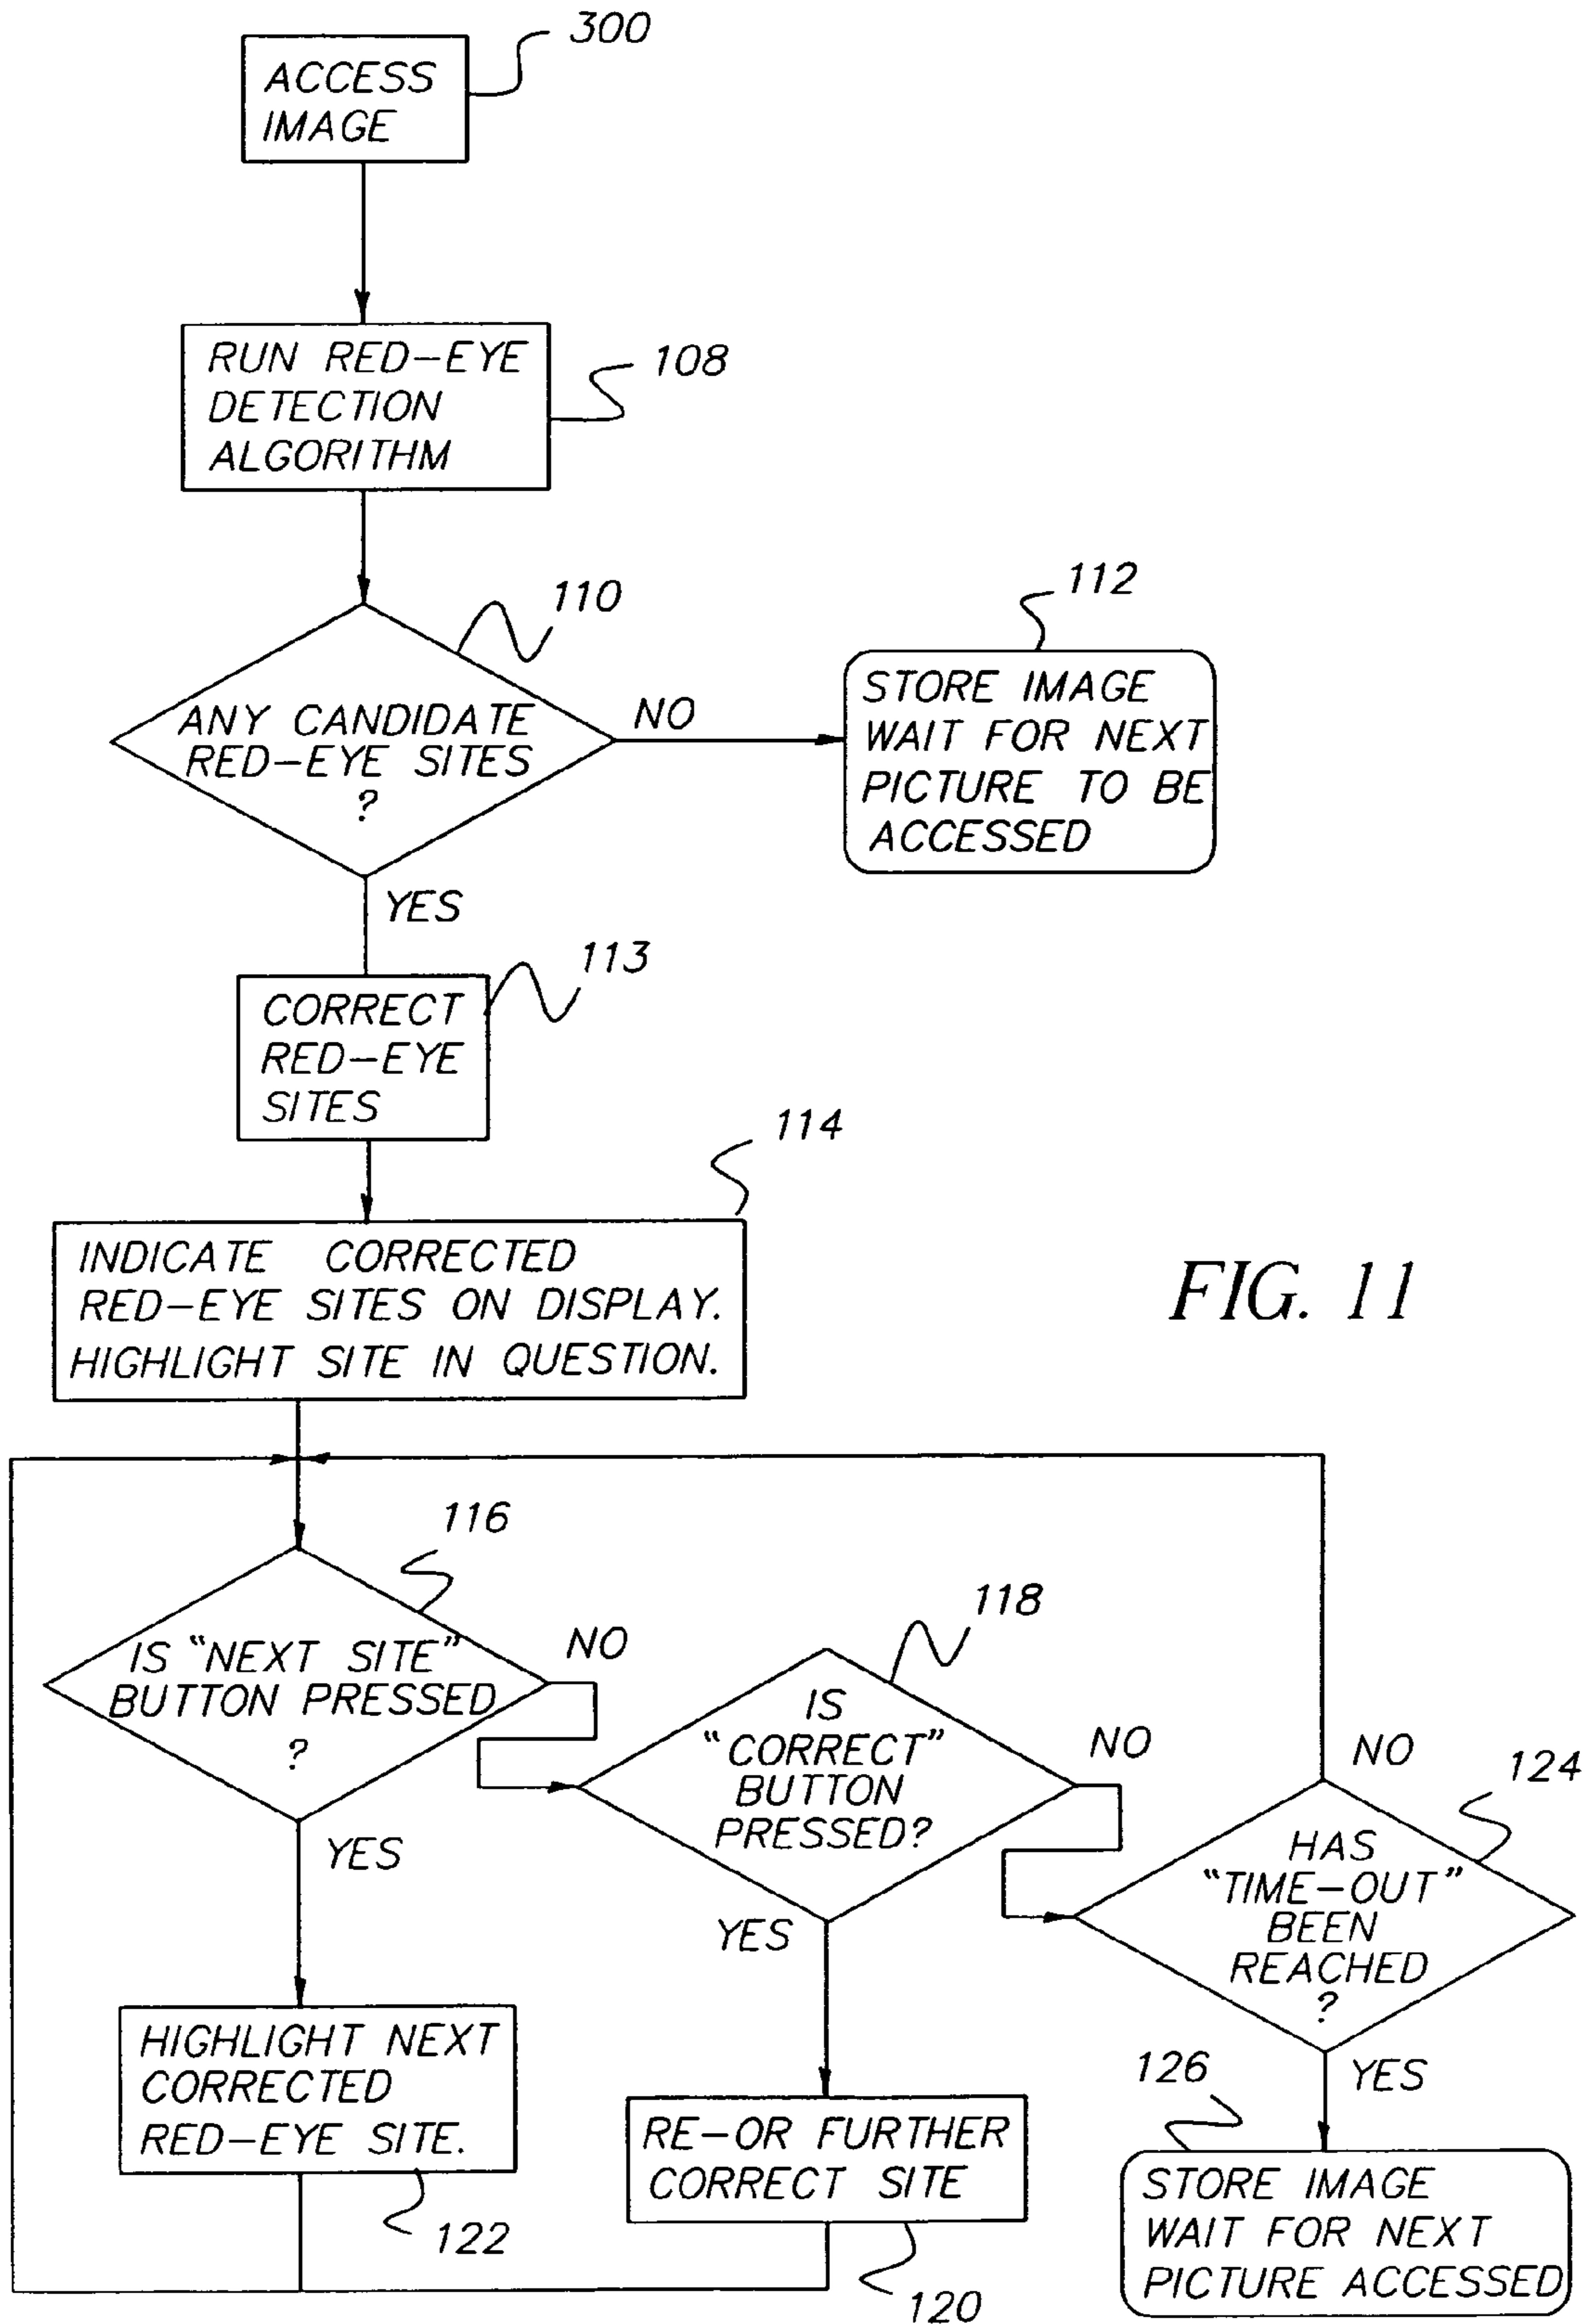 300
ACCESS
IMAGE
RUN RED-EYE
DETECTION
ALGORITHM
108
110
ANY CANDIDATE
RED-EYE SITES
?
NO
112
STORE IMAGE
WAIT FOR NEXT
PICTURE TO BE
ACCESSED
YES
113
CORRECT
RED-EYE
SITES
114
INDICATE CORRECTED
RED-EYE SITES ON DISPLAY.
HIGHLIGHT SITE IN QUESTION.
FIG. 11
116
IS "NEXT SITE"
BUTTON PRESSED
?
NO
YES
118
IS
"CORRECT"
BUTTON
PRESSED?
NO
YES
NO
124
HAS
"TIME-OUT"
BEEN
REACHED
?
YES
HIGHLIGHT NEXT
CORRECTED
RED-EYE SITE.
122
RE-OR FURTHER
CORRECT SITE
120
126
STORE IMAGE
WAIT FOR NEXT
PICTURE ACCESSED